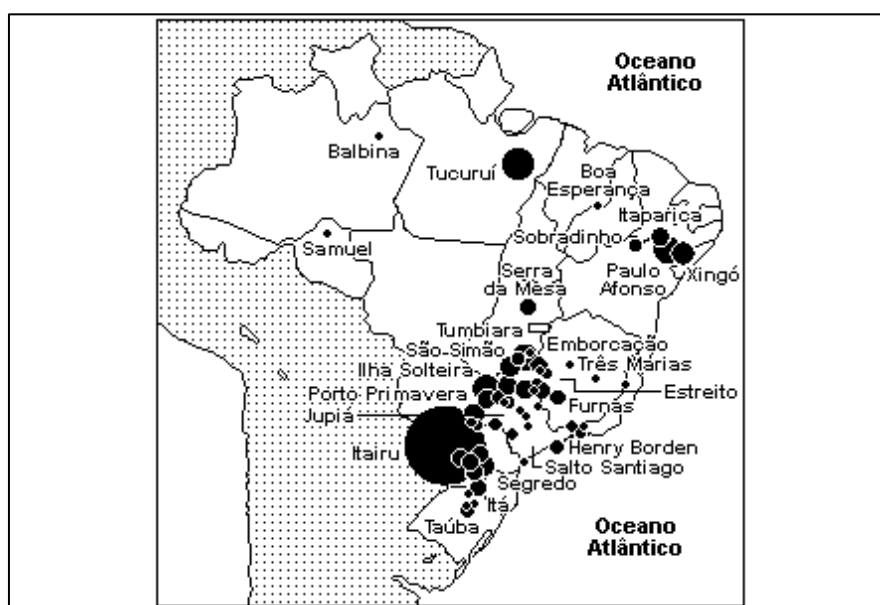 Oceano
Atlântico
Balbina
Tucuruí
Boa
Esperança
Itaparica
Samuel
Sobradinho
Paulo
Afonso
Xingó
Serra
da Mesa
Tumbiara
São Simão
Emborcação
Três Marias
Ilha Solteira
Estreito
Porto Primavera
Furnas
Jupiá
Itairu
Henry Borden
Salto Santiago
Segredo
Itá
Taúba
Oceano
Atlântico